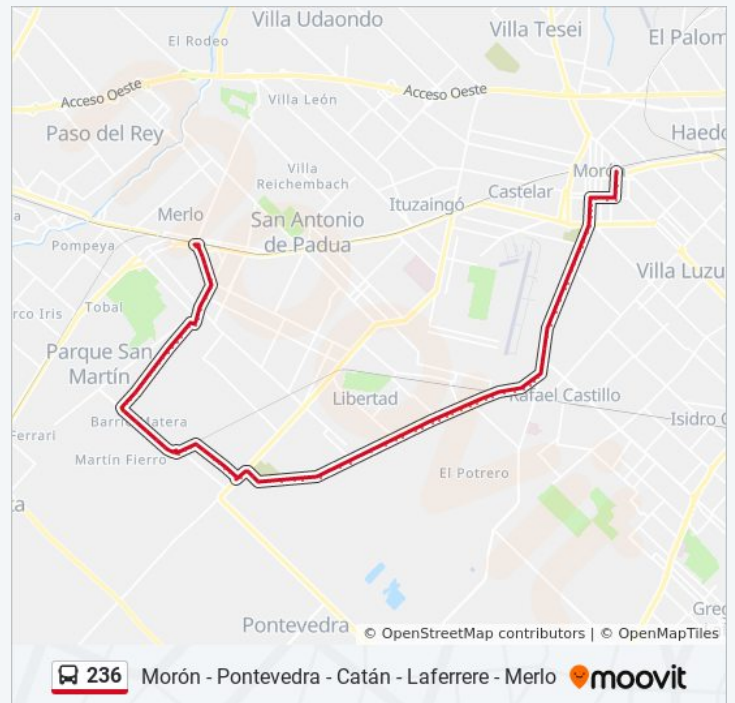 Villa Udaondo
Villa Tesei
El Rodeo
El Palom
Acceso Oeste
Acceso Oeste
Villa León
Paso del Rey
Haedo
Villa
Reichembach
Morón
Castelar
Ituzaingó
Merlo
San Antonio
de Padua
a
Pompeya
Villa Luzu
Tobal
rco Iris
Parque San
Martín
Libertad
Rafael Castillo
Barrio Matera
Isidro C
Ferrari
Martín Fierro
El Potrero
ta
Greg
Pontevedra
© OpenStreetMap contributors | © OpenMapTiles
236 Morón - Pontevedra - Catán - Laferrere - Merlo moovit